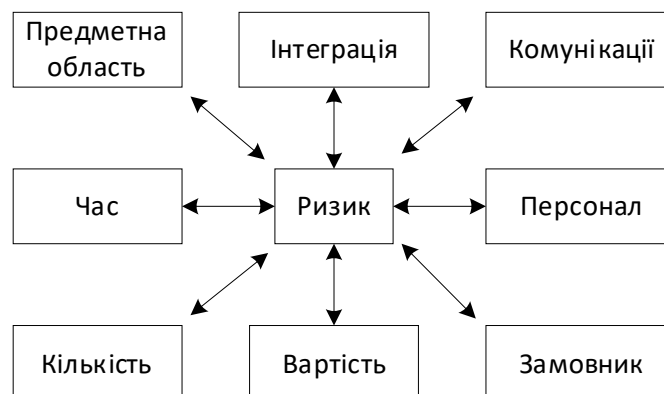 Предметна
область
Інтеграція
Комунікації
Час
Ризик
Персонал
Кількість
Вартість
Замовник